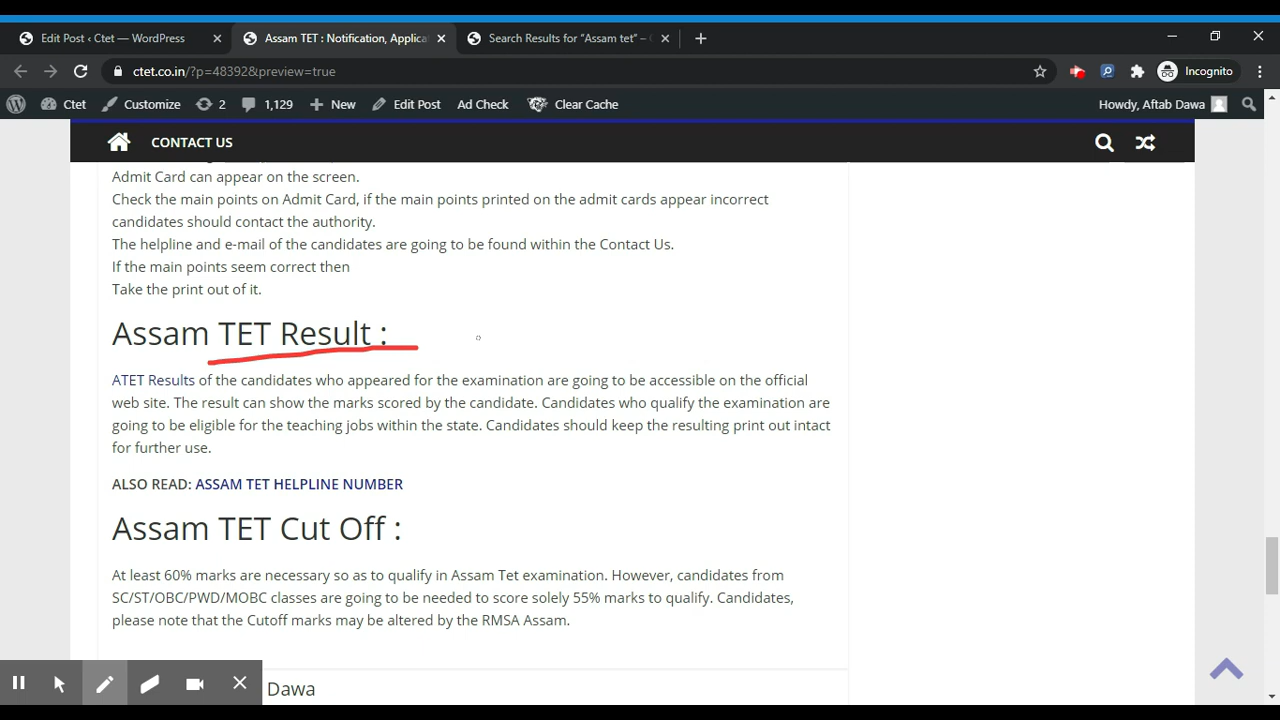 Edit Post ‹ Ctet — WordPress
Assam TET : Notification, Applica
Search Results for “Assam tet” –
ctet.co.in/?p=48392&preview=true
Incognito
Ctet Customize 2 1,129 New Edit Post Ad Check Clear Cache Howdy, Aftab Dawa
CONTACT US
Admit Card can appear on the screen.
Check the main points on Admit Card, if the main points printed on the admit cards appear incorrect
candidates should contact the authority.
The helpline and e-mail of the candidates are going to be found within the Contact Us.
If the main points seem correct then
Take the print out of it.
Assam TET Result :
ATET Results of the candidates who appeared for the examination are going to be accessible on the official
web site. The result can show the marks scored by the candidate. Candidates who qualify the examination are
going to be eligible for the teaching jobs within the state. Candidates should keep the resulting print out intact
for further use.
ALSO READ: ASSAM TET HELPLINE NUMBER
Assam TET Cut Off :
At least 60% marks are necessary so as to qualify in Assam Tet examination. However, candidates from
SC/ST/OBC/PWD/MOBC classes are going to be needed to score solely 55% marks to qualify. Candidates,
please note that the Cutoff marks may be altered by the RMSA Assam.
Dawa